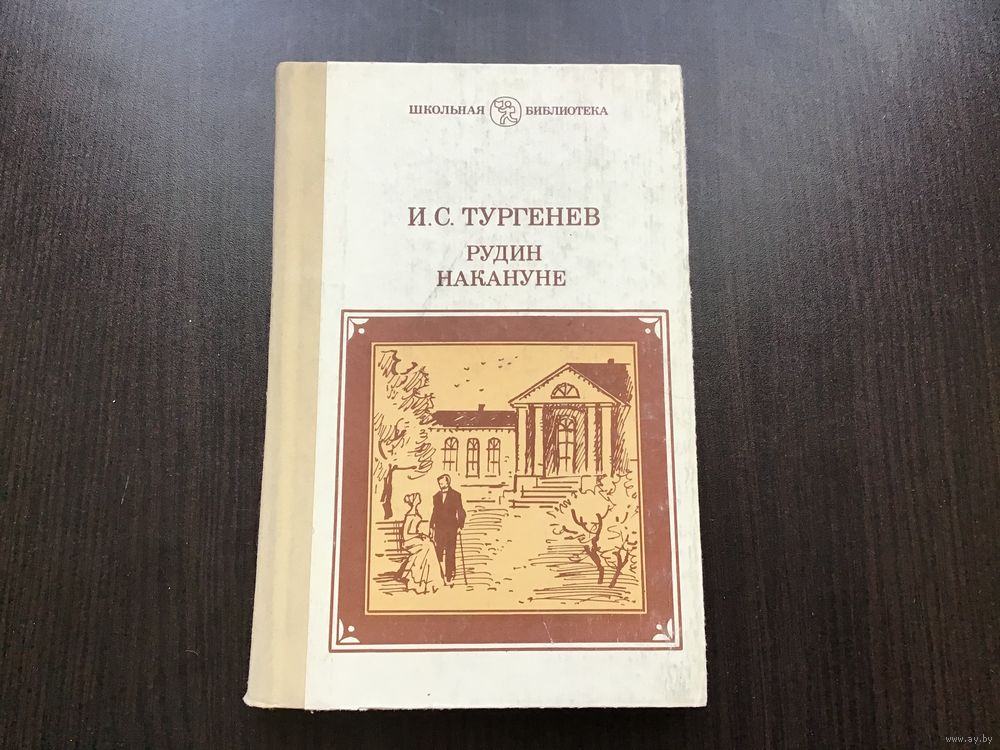 ШКОЛЬНАЯ БИБЛИОТЕКА
И.С. ТУРГЕНЕВ
РУДИН
НАКАНУНЕ
www.ay.by